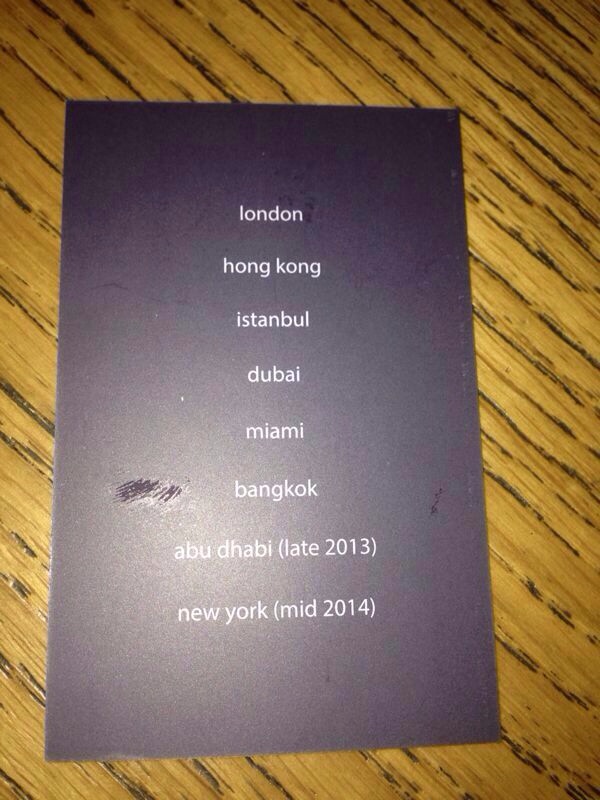 london
hong kong
istanbul
dubai
miami
bangkok
abu dhabi (late 2013)
new york (mid 2014)